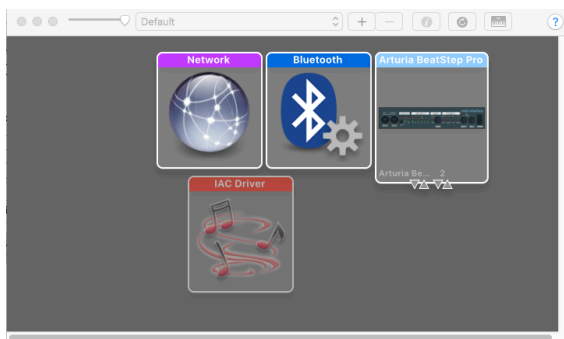 Default
?
Network
Bluetooth
Arturia BeatStep Pro
Arturia Be... 2
IAC Driver